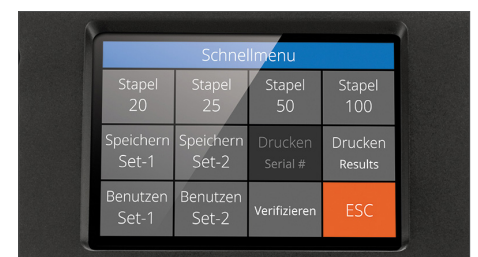 Schnellmenu
Stapel Stapel Stapel Stapel
20 25 50 100
Speichern Speichern Drucken Drucken
Set-1 Set-2 Serial # Results
Benutzen Benutzen Verifizieren ESC
Set-1 Set-2